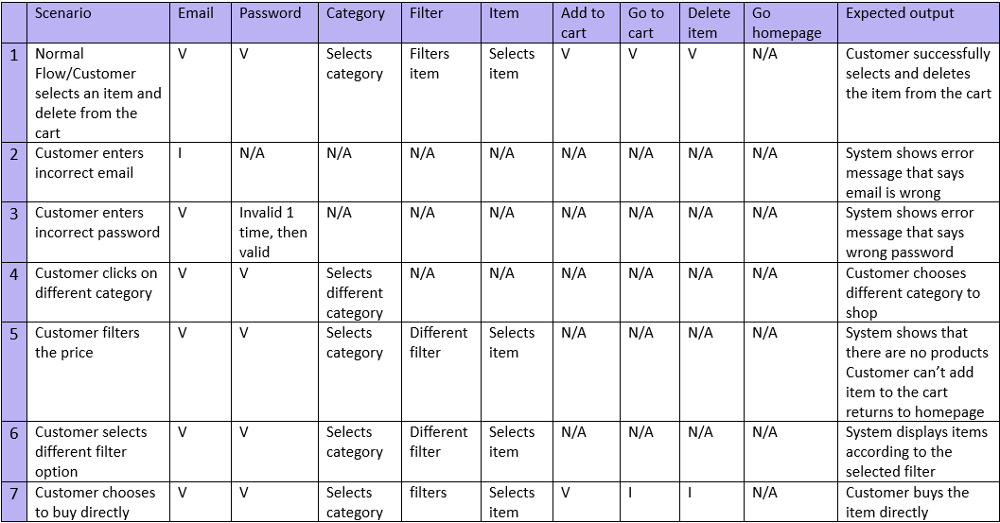 Scenario Email Password Category Filter Item Add to cart Go to cart Delete item Go homepage Expected output
1 Normal Flow/Customer selects an item and delete from the cart V V Selects category Filters item Selects item V V V N/A Customer successfully selects and deletes the item from the cart
2 Customer enters incorrect email I N/A N/A N/A N/A N/A N/A N/A N/A System shows error message that says email is wrong
3 Customer enters incorrect password V Invalid 1 time, then valid N/A N/A N/A N/A N/A N/A N/A System shows error message that says wrong password
4 Customer clicks on different category V V Selects different category N/A N/A N/A N/A N/A N/A Customer chooses different category to shop
5 Customer filters the price V V Selects category Different filter Selects item N/A N/A N/A N/A System shows that there are no products Customer can’t add item to the cart returns to homepage
6 Customer selects different filter option V V Selects category Different filter Selects item N/A N/A N/A N/A System displays items according to the selected filter
7 Customer chooses to buy directly V V Selects category filters Selects item V I I N/A Customer buys the item directly